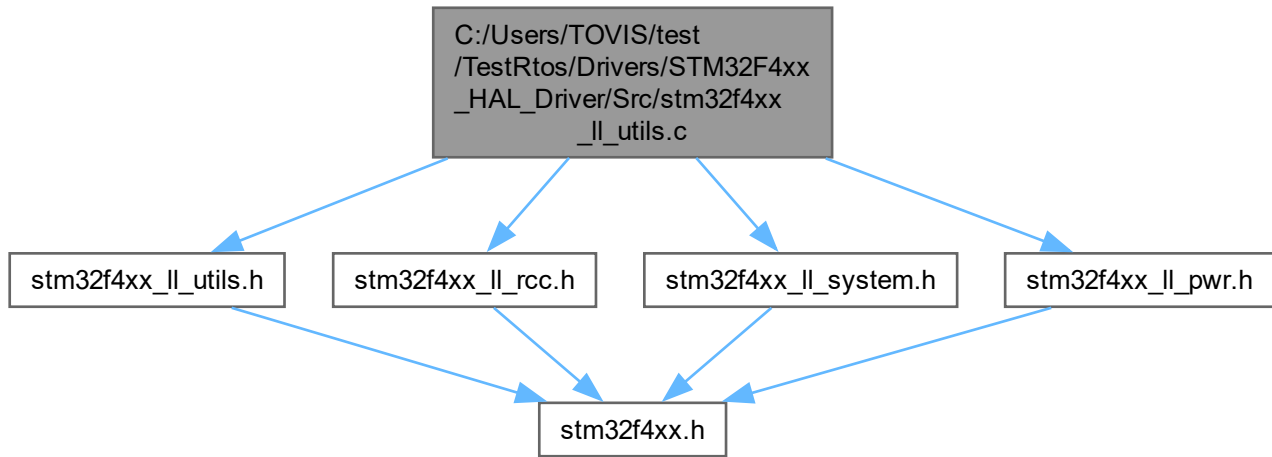 C:/Users/TOVIS/test
/TestRtos/Drivers/STM32F4xx
_HAL_Driver/Src/stm32f4xx
_ll_utils.c
stm32f4xx_ll_utils.h
stm32f4xx_ll_rcc.h
stm32f4xx_ll_system.h
stm32f4xx_ll_pwr.h
stm32f4xx.h